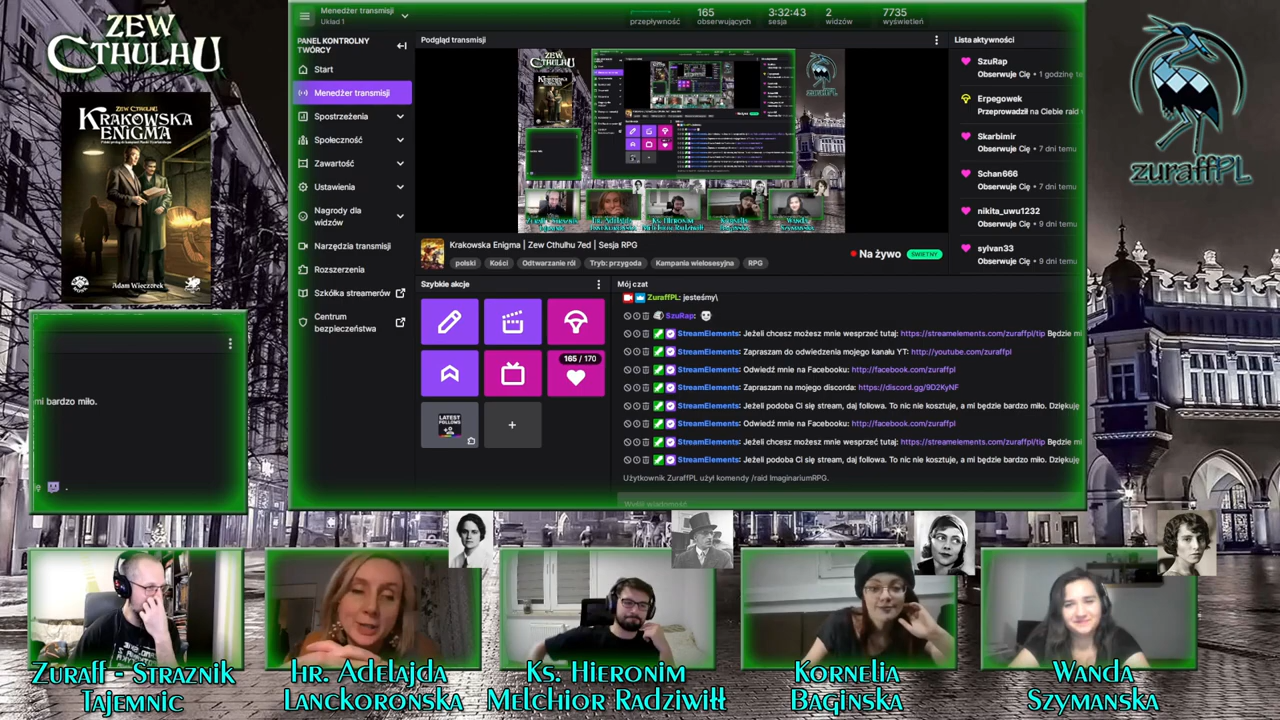 ZEW
CTHULHU
ZEW CTHULHU
KRAKOWSKA
ENIGMA
Adam Wieczorek
mi bardzo miło.
Menedżer transmisji
Układ 1
PANEL KONTROLNY
TWÓRCY
Start
Menedżer transmisji
Spostrzeżenia
Społeczność
Zawartość
Ustawienia
Nagrody dla
widzów
Narzędzia transmisji
Rozszerzenia
Szkółka streamerów
Centrum
bezpieczeństwa
przepływność
165
obserwujących
3:32:43
sesja
2
widzów
7735
wyświetleń
Podgląd transmisji
Krakowska Enigma | Zew Cthulhu 7ed | Sesja RPG
polski
Kości
Odtwarzanie ról
Tryb: przygoda
Kampania wielosesyjna
RPG
Na żywo
ŚWIETNY
Szybkie akcje
165 / 170
LATEST
FOLLOWS
Mój czat
ZuraffPL: jesteśmy\
SzuRap:
StreamElements: Jeżeli chcesz możesz mnie wesprzeć tutaj: https://streamelements.com/zuraffpl/tip Będzie mi
StreamElements: Zapraszam do odwiedzenia mojego kanału YT: http://youtube.com/zuraffpl
StreamElements: Odwiedź mnie na Facebooku: http://facebook.com/zuraffpl
StreamElements: Zapraszam na mojego discorda: https://discord.gg/9D2KyNF
StreamElements: Jeżeli podoba Ci się stream, daj followa. To nic nie kosztuje, a mi będzie bardzo miło. Dziękuję
StreamElements: Odwiedź mnie na Facebooku: http://facebook.com/zuraffpl
StreamElements: Jeżeli chcesz możesz mnie wesprzeć tutaj: https://streamelements.com/zuraffpl/tip Będzie mi
StreamElements: Jeżeli podoba Ci się stream, daj followa. To nic nie kosztuje, a mi będzie bardzo miło. Dziękuję
Użytkownik ZuraffPL użył komendy /raid ImaginariumRPG.
Wyślij wiadomość
Lista aktywności
SzuRap
Obserwuje Cię • 1 godzinę te
Erpegowek
Przeprowadził na Ciebie raid
Skarbimir
Obserwuje Cię • 7 dni temu
Schan666
Obserwuje Cię • 7 dni temu
nikita_uwu1232
Obserwuje Cię • 9 dni temu
sylvan33
Obserwuje Cię • 9 dni temu
zuraffPL
Zuraff - Straznik
Tajemnic
hr. Adelajda
Lanckorońska
Ks. Hieronim
Melchior Radziwiłł
Kornelia
Baginska
Wanda
Szymanska